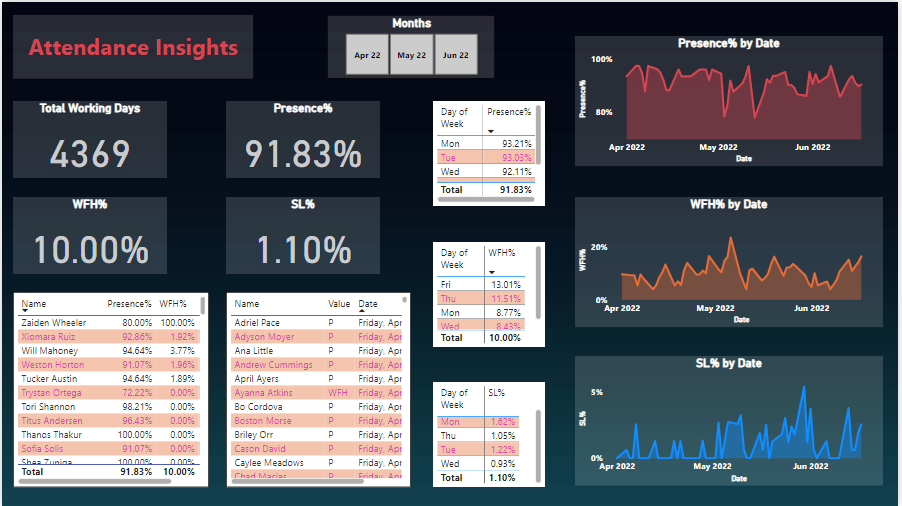 Attendance Insights
Months
Apr 22 May 22 Jun 22
Total Working Days
4369
Presence%
91.83%
WFH%
10.00%
SL%
1.10%
Day of Week Presence%
Mon 93.21%
Tue 93.03%
Wed 92.11%
Total 91.83%
Day of Week WFH%
Fri 13.01%
Thu 11.51%
Mon 8.77%
Wed 8.43%
Total 10.00%
Day of Week SL%
Mon 1.62%
Thu 1.05%
Tue 1.22%
Wed 0.93%
Total 1.10%
Name Presence% WFH%
Zaiden Wheeler 80.00% 100.00%
Xiomara Ruiz 92.86% 1.92%
Will Mahoney 94.64% 3.77%
Weston Horton 91.07% 1.96%
Tucker Austin 94.64% 1.89%
Trystan Ortega 72.22% 0.00%
Tori Shannon 98.21% 0.00%
Titus Andersen 96.43% 0.00%
Thanos Thakur 100.00% 0.00%
Sofia Solis 91.07% 0.00%
Shea Zuniga 100.00% 0.00%
Total 91.83% 10.00%
Name Value Date
Adriel Pace P Friday, Apr
Adyson Moyer P Friday, Apr
Ana Little P Friday, Apr
Andrew Cummings P Friday, Apr
April Ayers P Friday, Apr
Ayanna Atkins WFH Friday, Apr
Bo Cordova P Friday, Apr
Boston Morse P Friday, Apr
Briley Orr P Friday, Apr
Cason David P Friday, Apr
Caylee Meadows P Friday, Apr
Chad Macias P Friday, Apr
Presence% by Date
Presence%
100%
80%
Apr 2022 May 2022 Jun 2022
Date
WFH% by Date
WFH%
20%
0%
Apr 2022 May 2022 Jun 2022
Date
SL% by Date
SL%
5%
0%
Apr 2022 May 2022 Jun 2022
Date